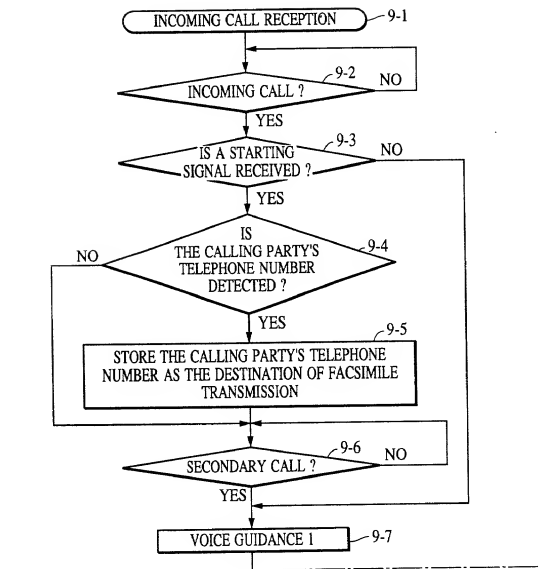 INCOMING CALL RECEPTION
9-1
9-2
INCOMING CALL ?
NO
YES
9-3
IS A STARTING
SIGNAL RECEIVED ?
NO
YES
IS
THE CALLING PARTY'S
TELEPHONE NUMBER
DETECTED ?
9-4
NO
YES
9-5
STORE THE CALLING PARTY'S TELEPHONE
NUMBER AS THE DESTINATION OF FACSIMILE
TRANSMISSION
9-6
SECONDARY CALL ?
NO
YES
VOICE GUIDANCE 1
9-7